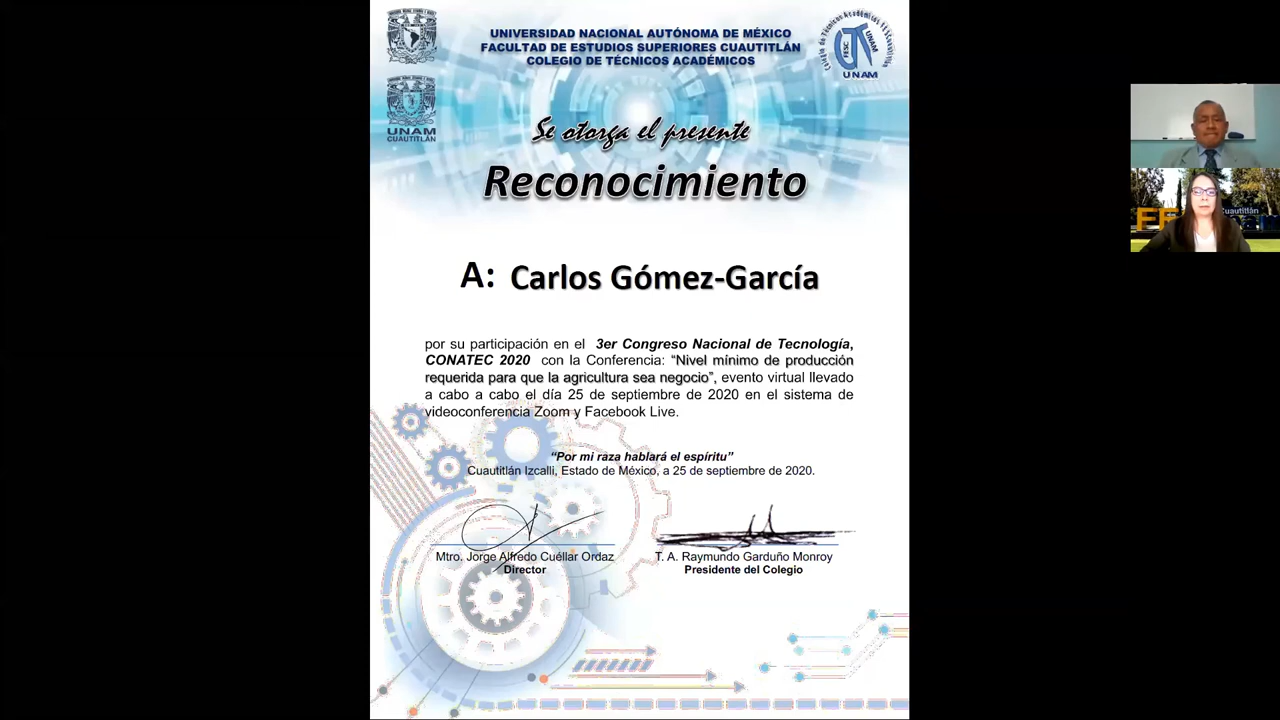 UNIVERSIDAD NACIONAL AUTÓNOMA DE MÉXICO
FACULTAD DE ESTUDIOS SUPERIORES CUAUTITLÁN
COLEGIO DE TÉCNICOS ACADÉMICOS
UNAM
CUAUTITLÁN
FESC
UNAM
UNAM
Se otorga el presente
Reconocimiento
A: Carlos Gómez-García
por su participación en el 3er Congreso Nacional de Tecnología,
CONATEC 2020 con la Conferencia: “Nivel mínimo de producción
requerida para que la agricultura sea negocio”, evento virtual llevado
a cabo a cabo el día 25 de septiembre de 2020 en el sistema de
videoconferencia Zoom y Facebook Live.
“Por mi raza hablará el espíritu”
Cuautitlán Izcalli, Estado de México, a 25 de septiembre de 2020.
Mtro. Jorge Alfredo Cuéllar Ordaz
Director
T. A. Raymundo Garduño Monroy
Presidente del Colegio
Cuautitlán